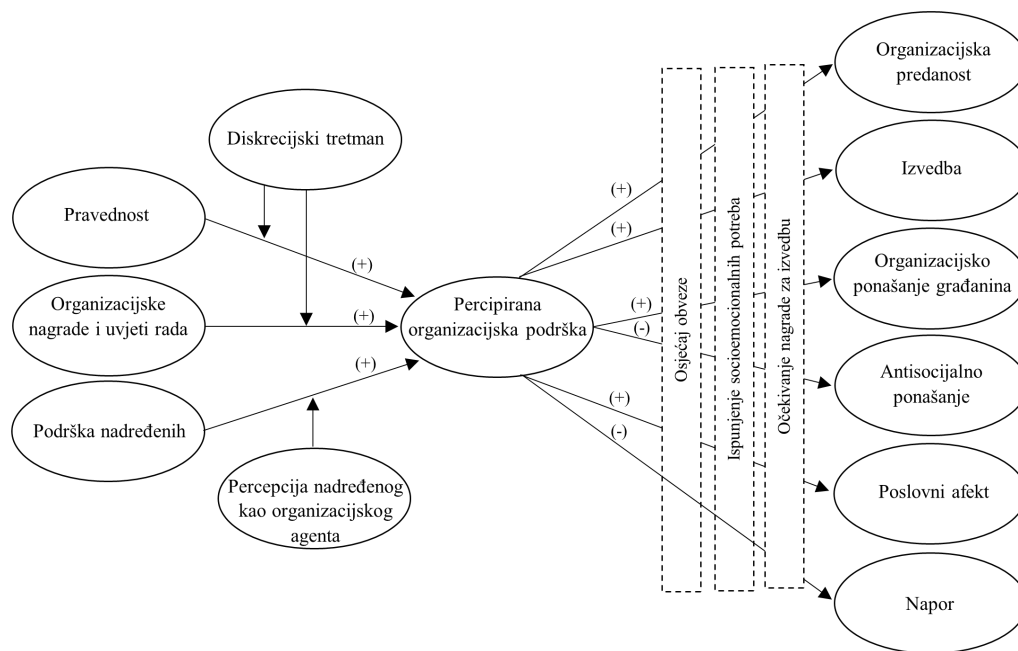 Organizacijska
predanost
Diskrecijski tretman
Izvedba
(+)
Pravednost
(+)
Organizacijsko
ponašanje građanina
(+)
Organizacijske
nagrade i uvjeti rada
(+)
Percipirana
organizacijska podrška
(+)
(-)
Osjećaj obveze
Ispunjenje socioemocionalnih potreba
Očekivanje nagrade za izvedbu
(+)
Antisocijalno
ponašanje
(+)
Podrška nadređenih
(-)
Percepcija nadređenog
kao organizacijskog
agenta
Poslovni afekt
Napor